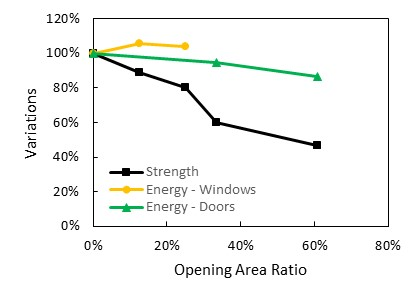 120%
100%
80%
60%
40%
20%
0%
Variations
Strength
Energy - Windows
Energy - Doors
0% 20% 40% 60% 80%
Opening Area Ratio